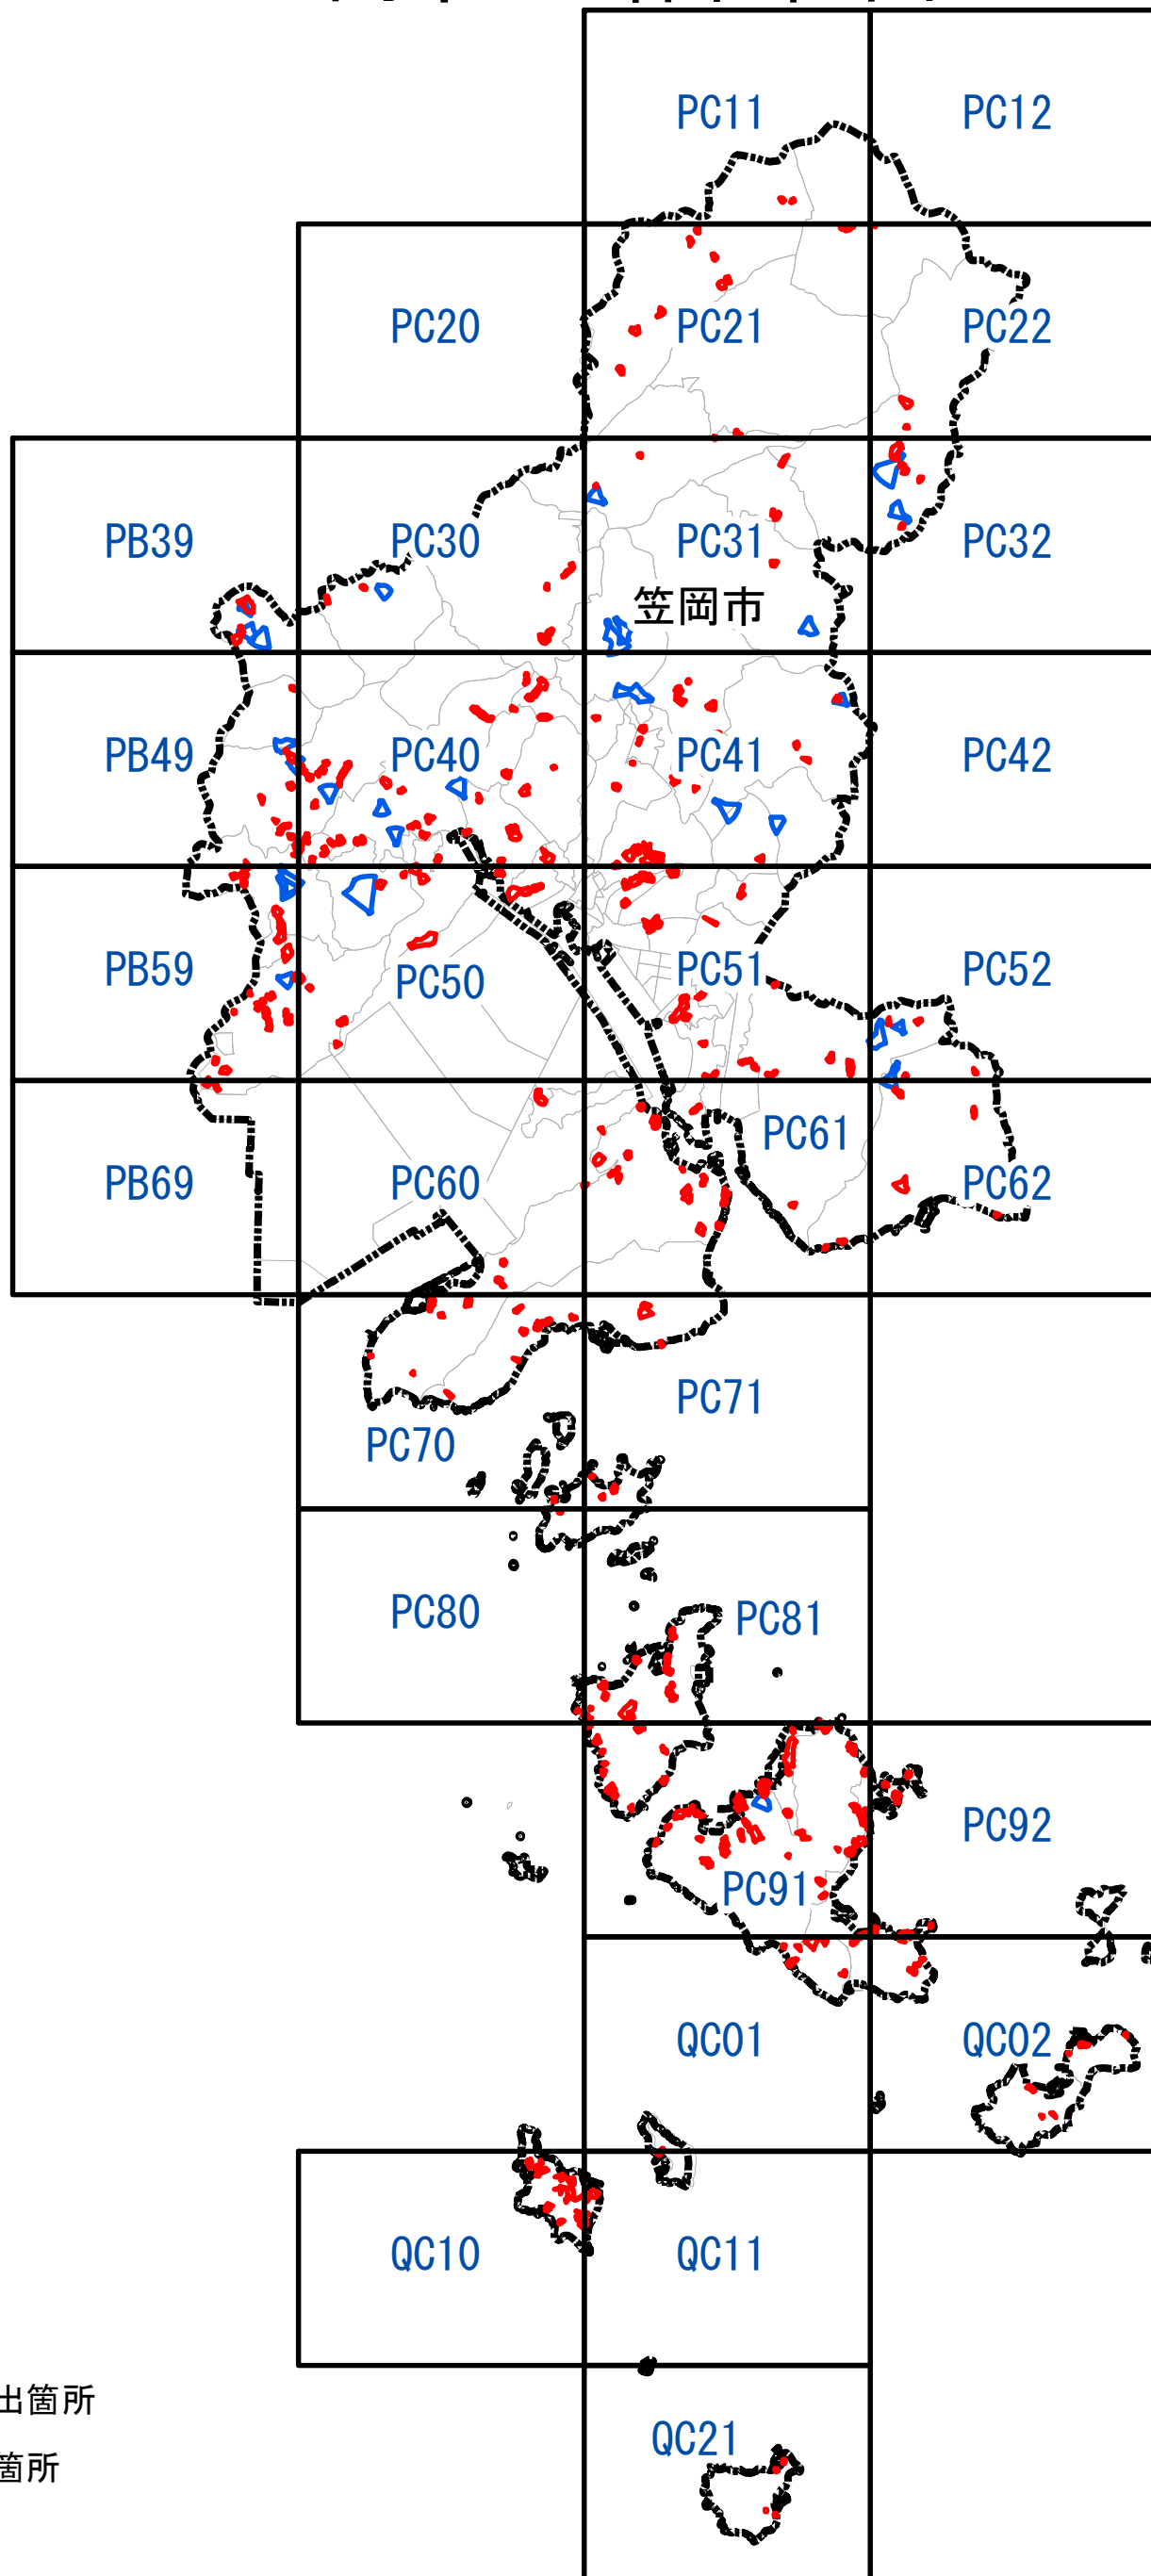 PC11 PC12
PC20 PC21 PC22
PB39 PC30 PC31 PC32
笠岡市
PB49 PC40 PC41 PC42
PB59 PC50 PC51 PC52
PC61
PB69 PC60 PC62
PC71
PC70
PC80 PC81
PC92
PC91
QC01 QC02
QC10 QC11
出箇所
QC21
箇所